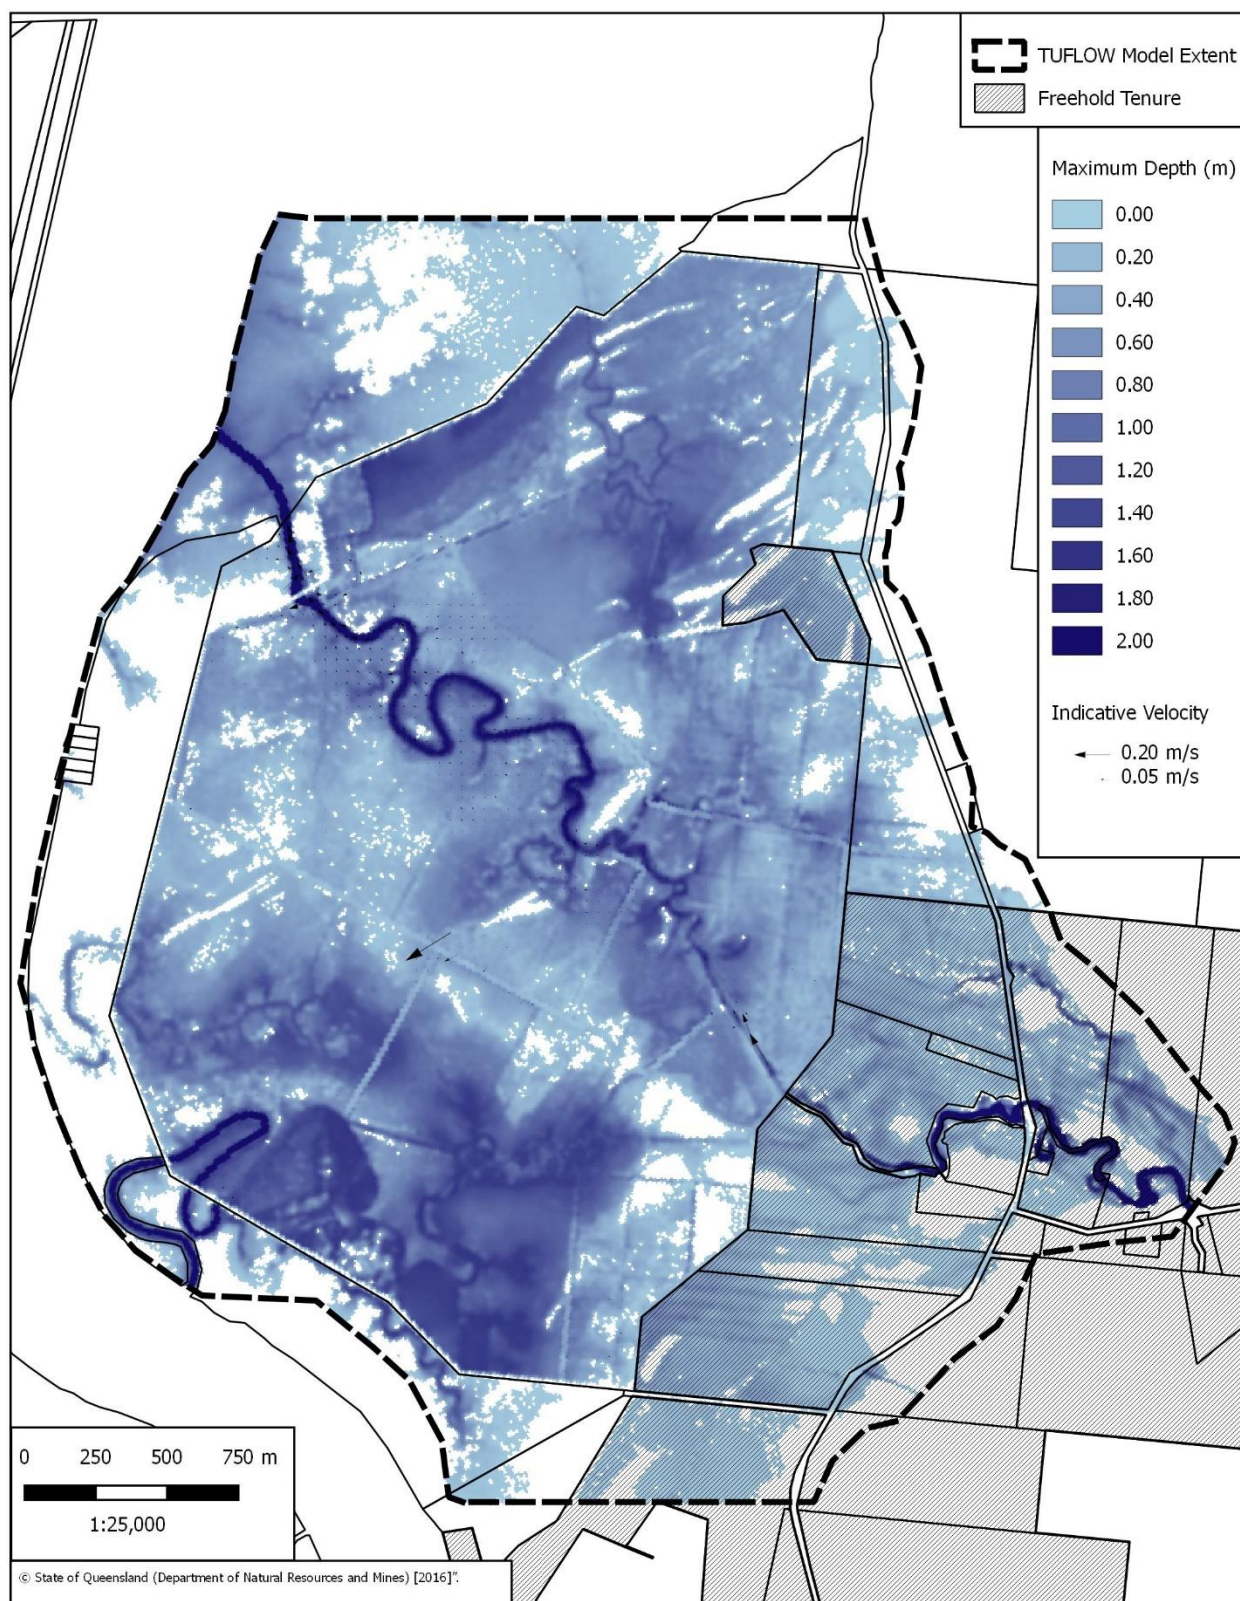 TUFLOW Model Extent
Freehold Tenure
Maximum Depth (m)
0.00
0.20
0.40
0.60
0.80
1.00
1.20
1.40
1.60
1.80
2.00
Indicative Velocity
0.20 m/s
0.05 m/s
0 250 500 750 m
1:25,000
© State of Queensland (Department of Natural Resources and Mines) [2016]".